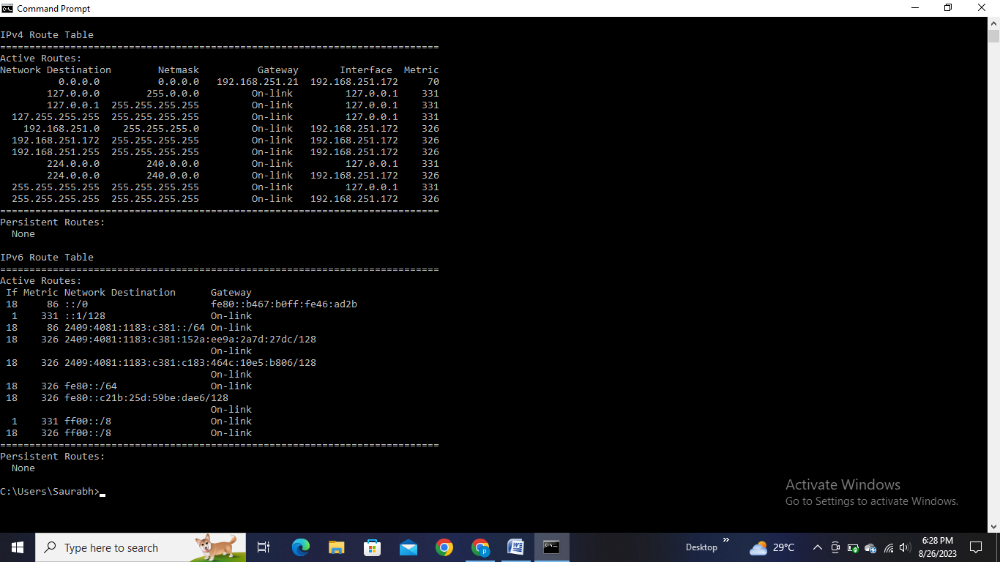 Command Prompt
IPv4 Route Table
===========================================================================
Active Routes:
Network Destination        Netmask          Gateway       Interface  Metric
          0.0.0.0          0.0.0.0   192.168.251.21  192.168.251.172     70
        127.0.0.0        255.0.0.0         On-link         127.0.0.1    331
        127.0.0.1  255.255.255.255         On-link         127.0.0.1    331
  127.255.255.255  255.255.255.255         On-link         127.0.0.1    331
    192.168.251.0    255.255.255.0         On-link   192.168.251.172    326
  192.168.251.172  255.255.255.255         On-link   192.168.251.172    326
  192.168.251.255  255.255.255.255         On-link   192.168.251.172    326
        224.0.0.0        240.0.0.0         On-link         127.0.0.1    331
        224.0.0.0        240.0.0.0         On-link   192.168.251.172    326
  255.255.255.255  255.255.255.255         On-link         127.0.0.1    331
  255.255.255.255  255.255.255.255         On-link   192.168.251.172    326
===========================================================================
Persistent Routes:
  None
IPv6 Route Table
===========================================================================
Active Routes:
 If Metric Network Destination      Gateway
 18     86 ::/0                     fe80::b467:b0ff:fe46:ad2b
  1    331 ::1/128                  On-link
 18     86 2409:4081:1183:c381::/64 On-link
 18    326 2409:4081:1183:c381:152a:ee9a:2a7d:27dc/128
                                    On-link
 18    326 2409:4081:1183:c381:c183:464c:10e5:b806/128
                                    On-link
 18    326 fe80::/64                On-link
 18    326 fe80::c21b:25d:59be:dae6/128
                                    On-link
  1    331 ff00::/8                 On-link
 18    326 ff00::/8                 On-link
===========================================================================
Persistent Routes:
  None
C:\Users\Saurabh>
Activate Windows
Go to Settings to activate Windows.
Type here to search
Desktop
29°C
6:28 PM
8/26/2023